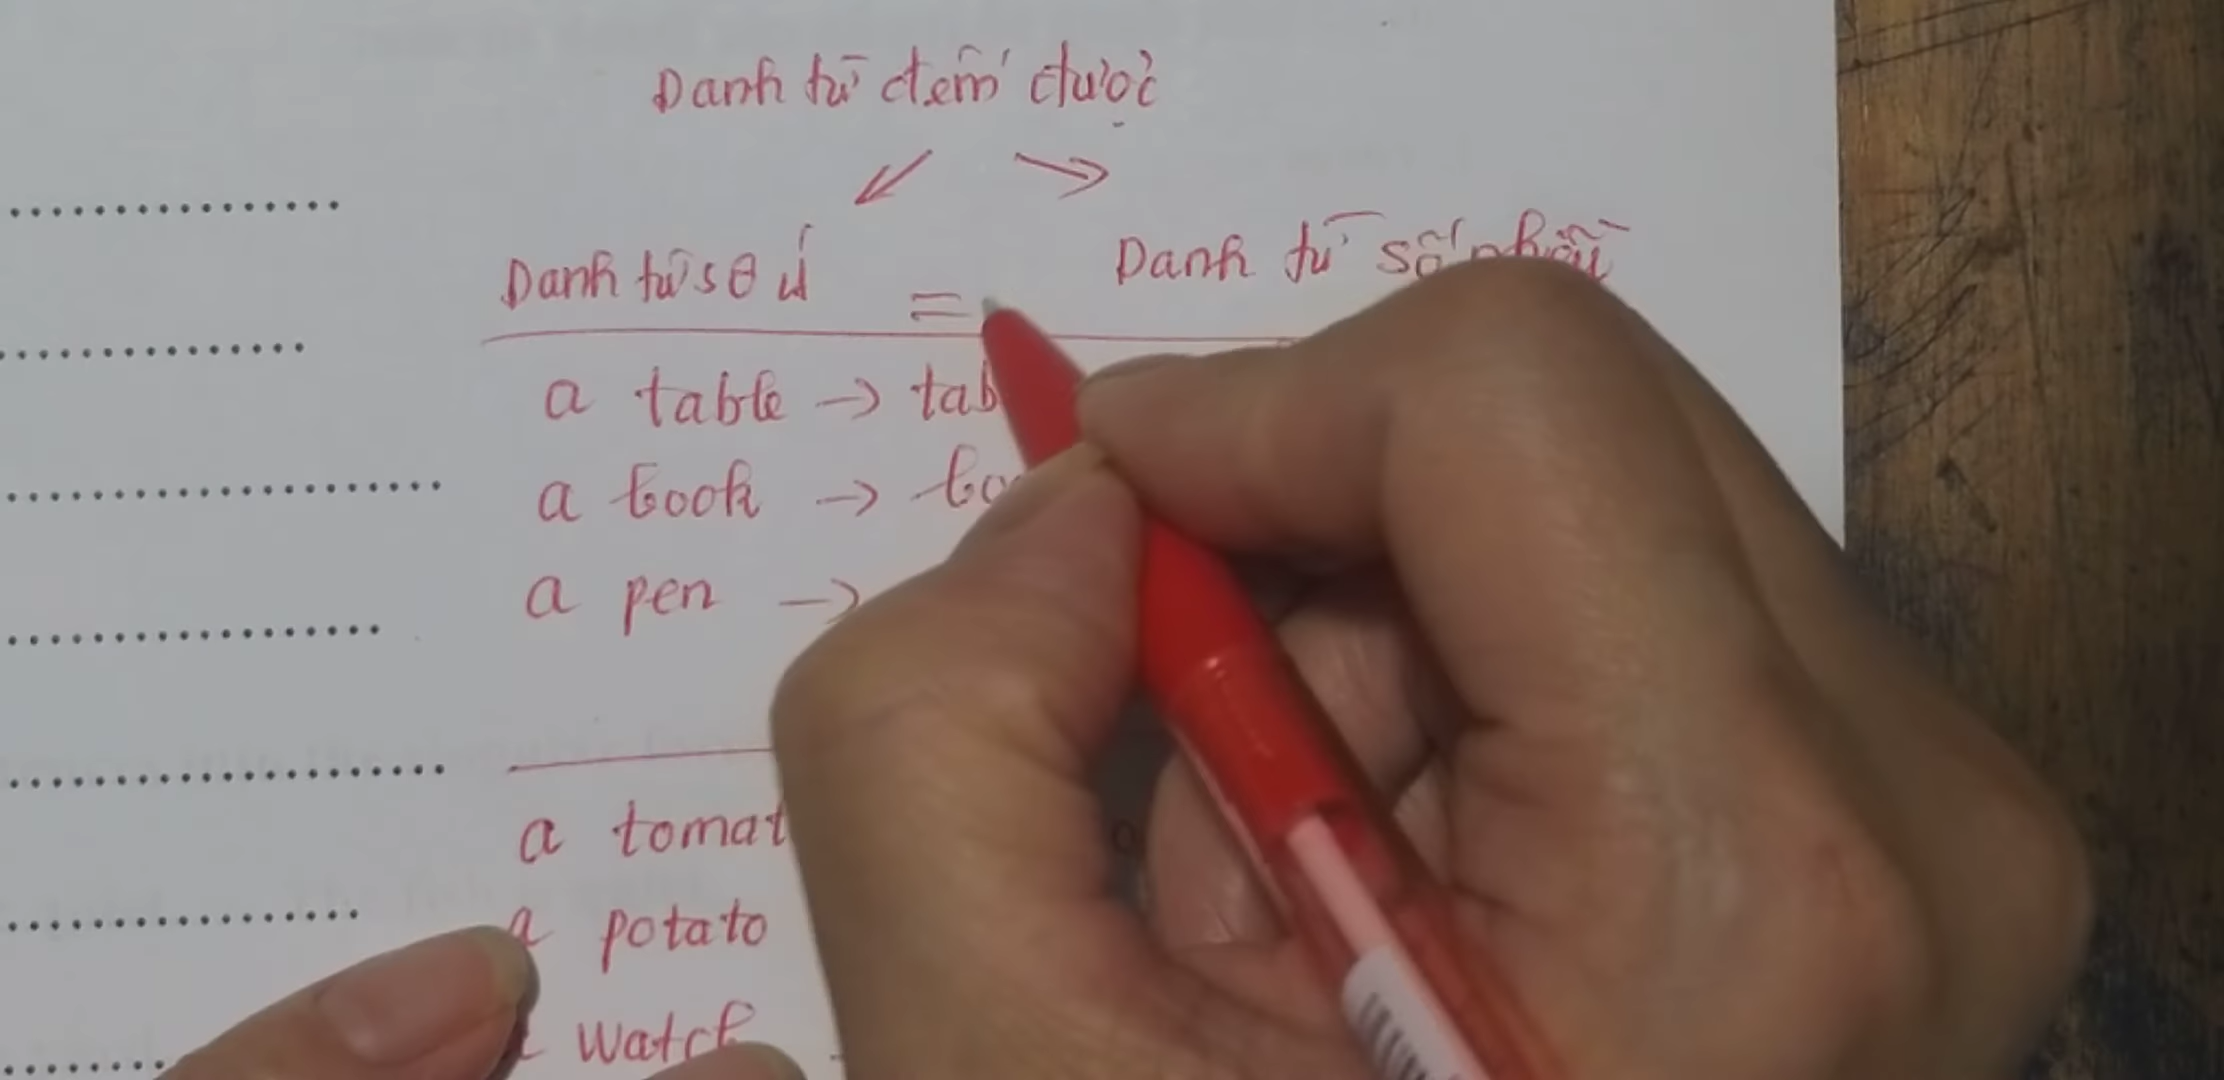 Danh từ đếm được
Danh từ số ít = Danh từ số nhiều
a table → tab
a book → bo
a pen →
a tomat
a potato
watch